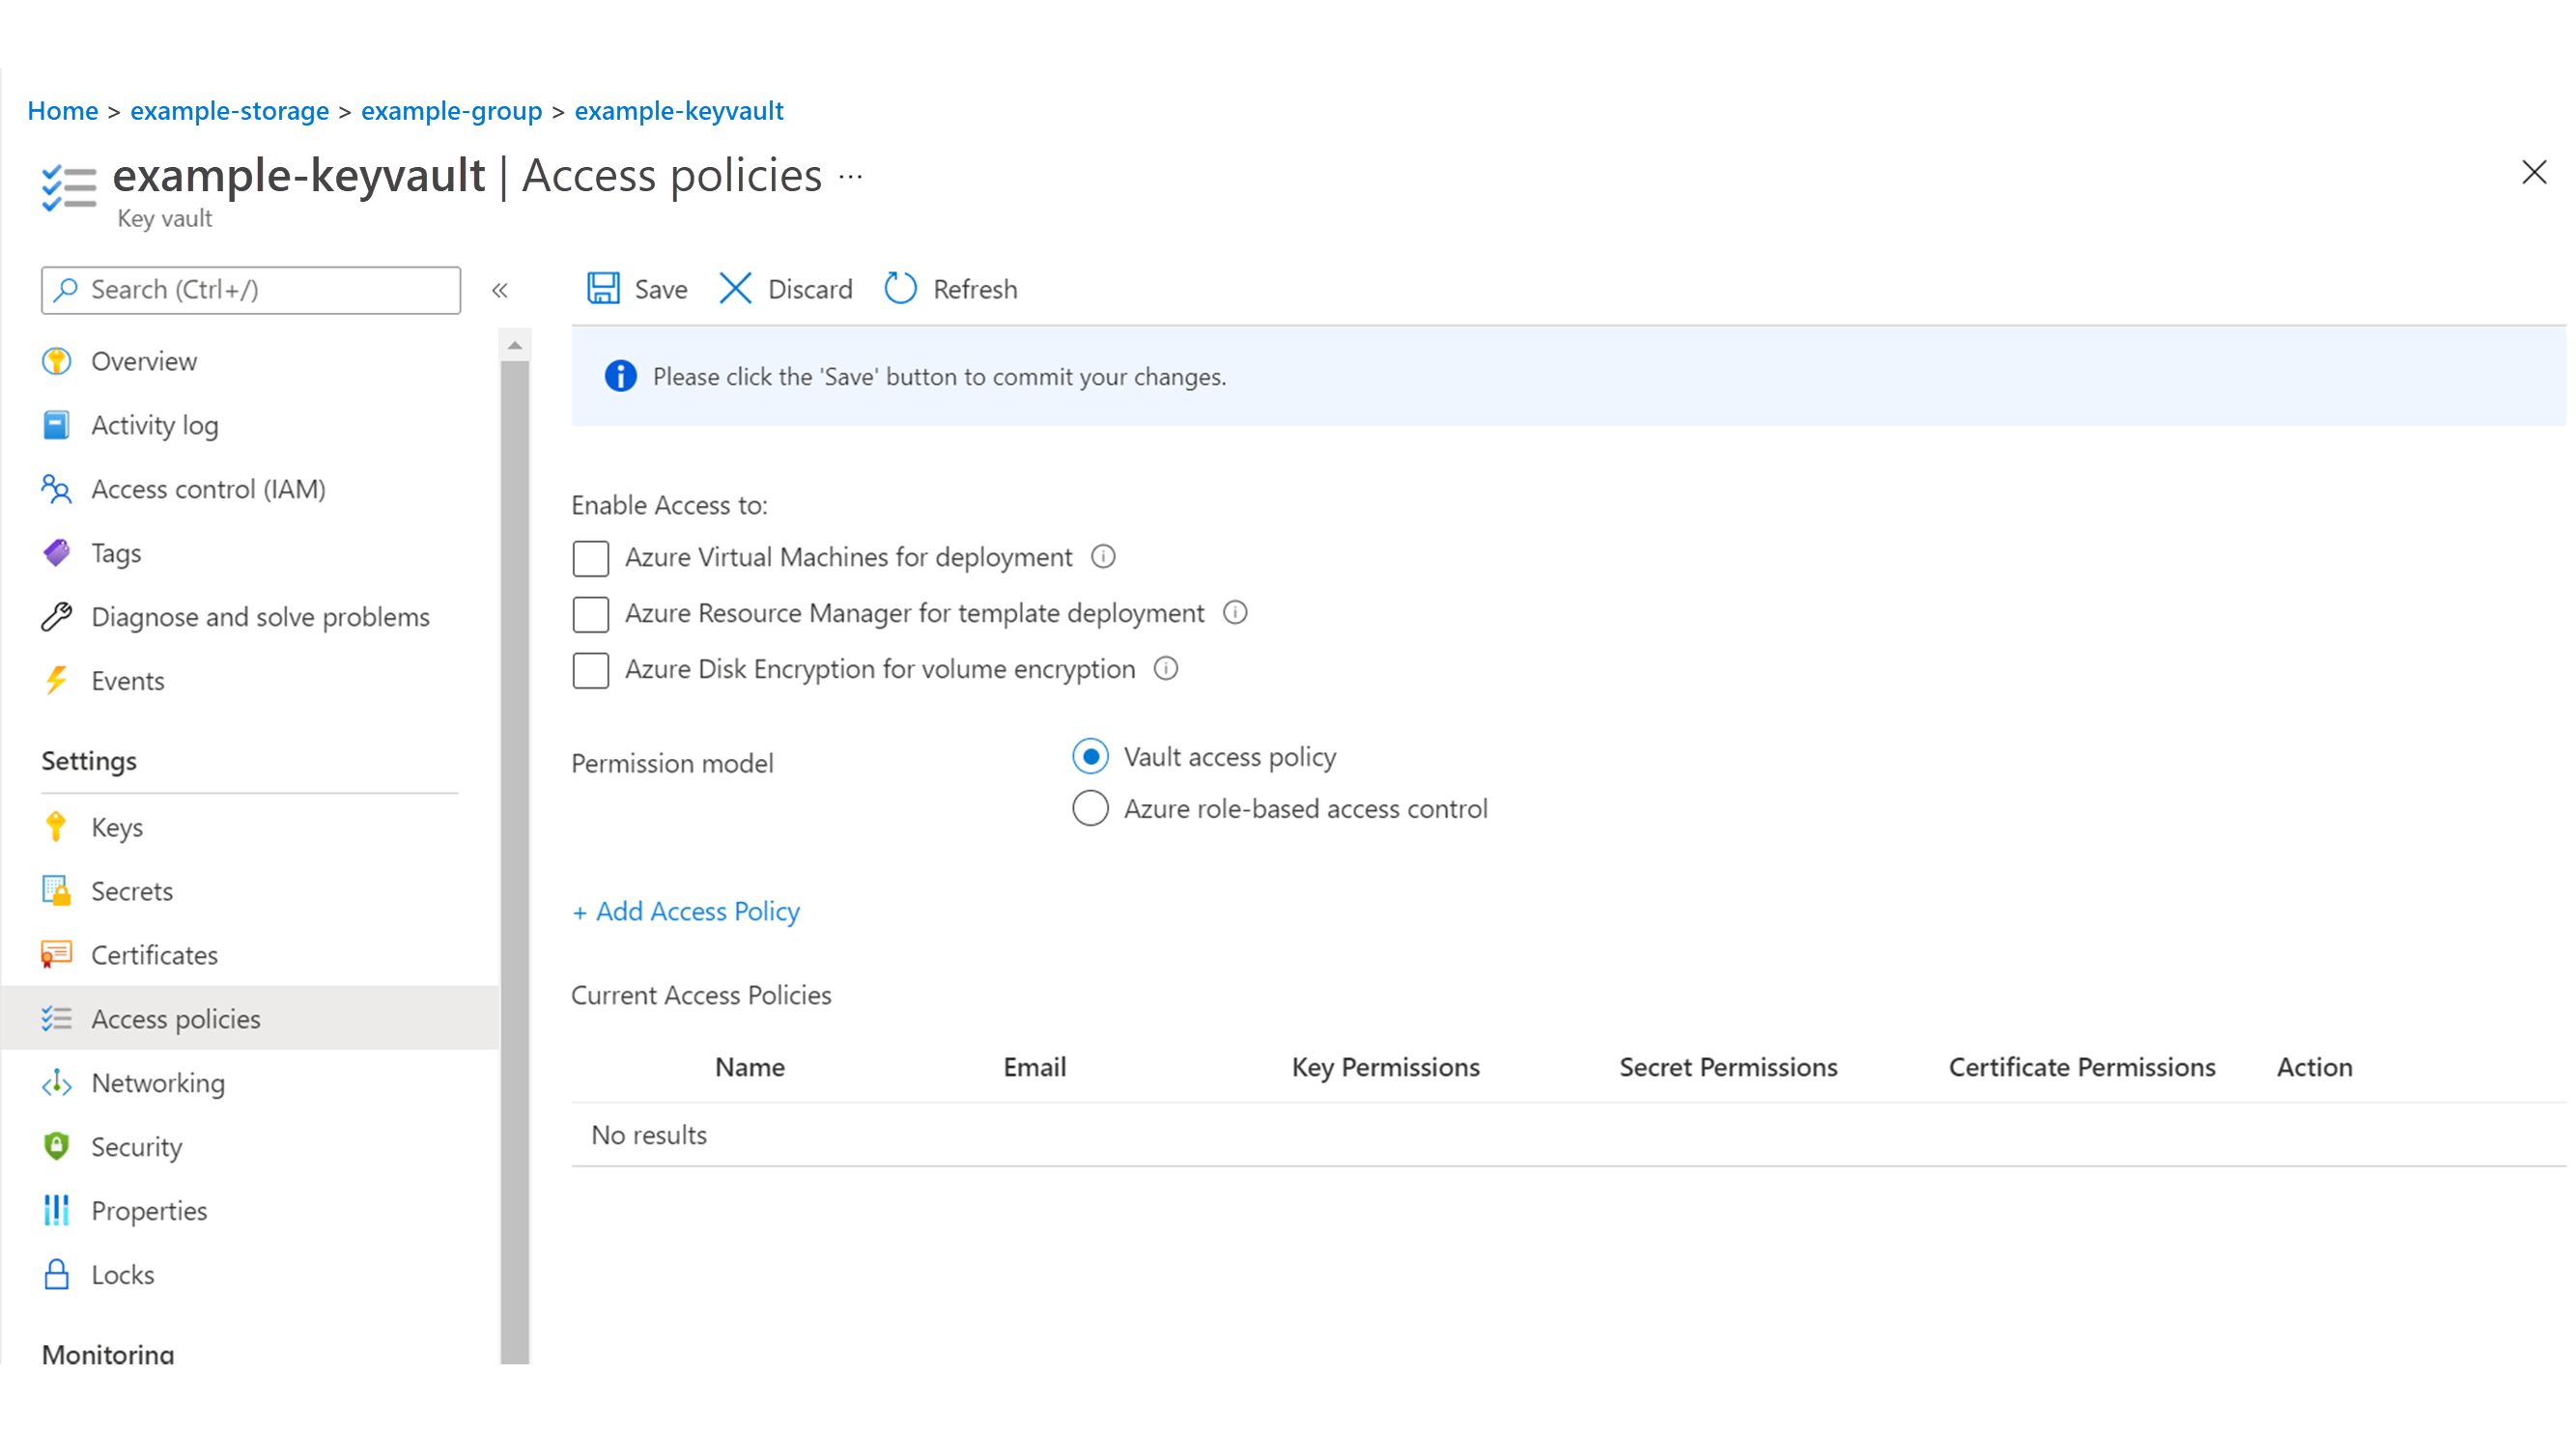 Home > example-storage > example-group > example-keyvault
example-keyvault | Access policies ...
Key vault
Search (Ctrl+/)
«
Overview
Activity log
Access control (IAM)
Tags
Diagnose and solve problems
Events
Settings
Keys
Secrets
Certificates
Access policies
Networking
Security
Properties
Locks
Monitoring
Save Discard Refresh
Please click the 'Save' button to commit your changes.
Enable Access to:
Azure Virtual Machines for deployment
Azure Resource Manager for template deployment
Azure Disk Encryption for volume encryption
Permission model
Vault access policy
Azure role-based access control
+ Add Access Policy
Current Access Policies
Name Email Key Permissions Secret Permissions Certificate Permissions Action
No results